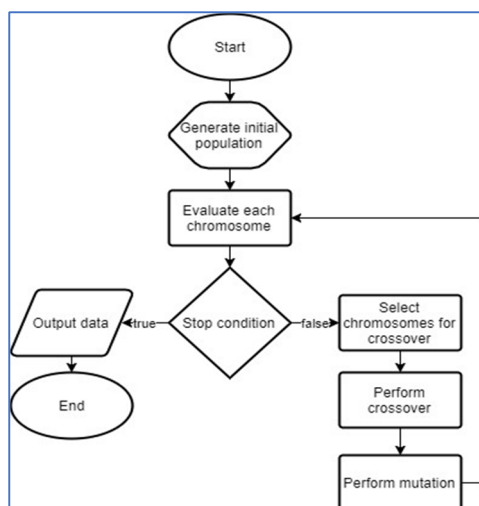 Start
Generate initial
population
Evaluate each
chromosome
Stop condition
true
false
Output data
End
Select
chromosomes for
crossover
Perform
crossover
Perform mutation